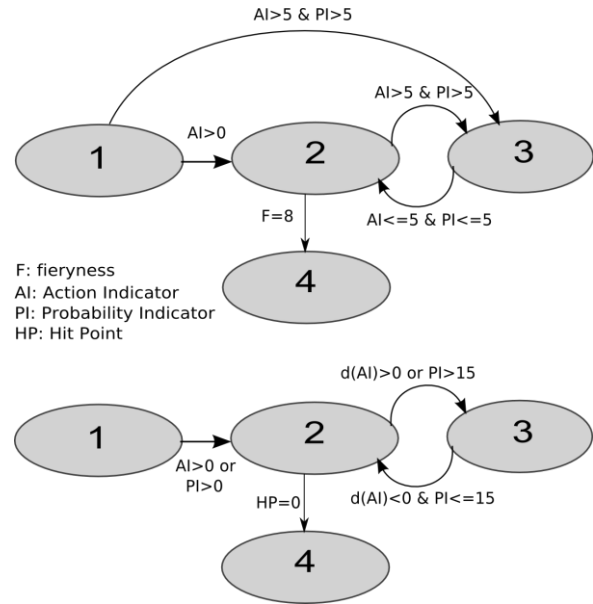 AI>5 & PI>5
AI>5 & PI>5
1
AI>0
2
3
F=8
AI<=5 & PI<=5
4
F: fieryness
AI: Action Indicator
PI: Probability Indicator
HP: Hit Point
d(AI)>0 or PI>15
1
2
3
AI>0 or
PI>0
HP=0
d(AI)<0 & PI<=15
4